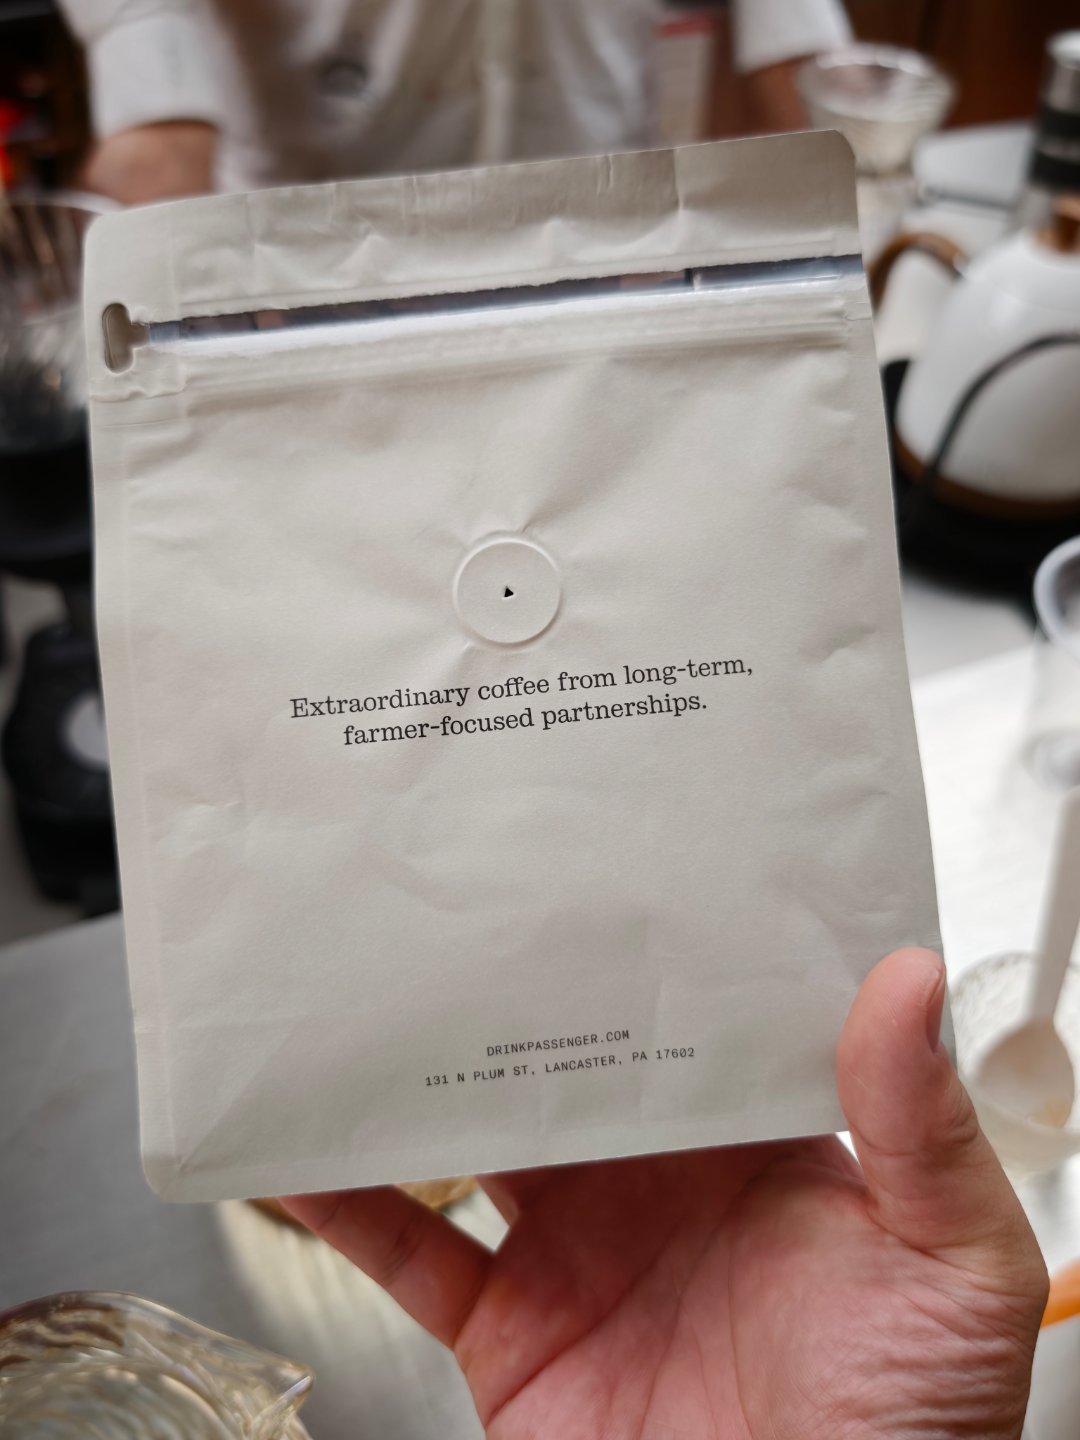 Extraordinary coffee from long-term,
farmer-focused partnerships.
DRINKPASSENGER.COM
131 N PLUM ST, LANCASTER, PA 17602